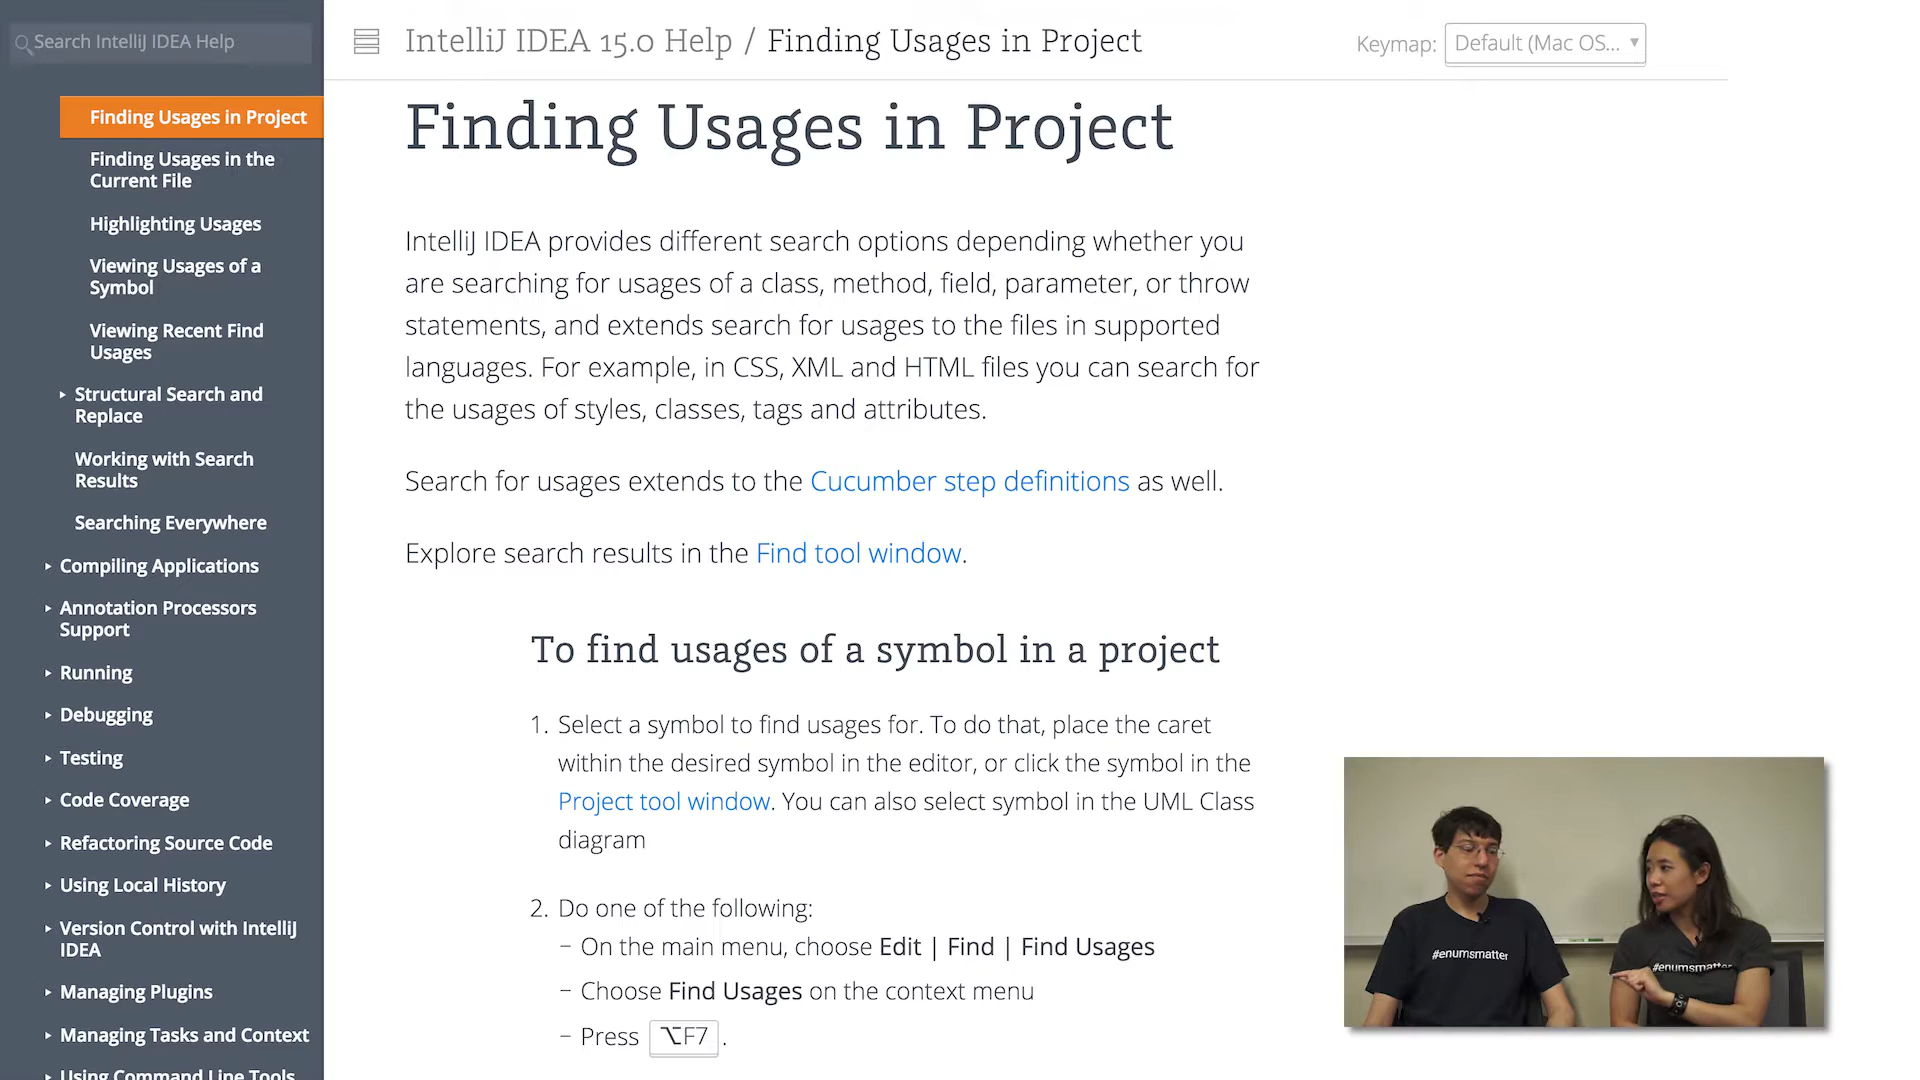 Search IntelliJ IDEA Help
Finding Usages in Project
Finding Usages in the
Current File
Highlighting Usages
Viewing Usages of a
Symbol
Viewing Recent Find
Usages
Structural Search and
Replace
Working with Search
Results
Searching Everywhere
Compiling Applications
Annotation Processors
Support
Running
Debugging
Testing
Code Coverage
Refactoring Source Code
Using Local History
Version Control with IntelliJ
IDEA
Managing Plugins
Managing Tasks and Context
Using Command Line Tools
IntelliJ IDEA 15.0 Help / Finding Usages in Project
Keymap: Default (Mac OS...
Finding Usages in Project
IntelliJ IDEA provides different search options depending whether you
are searching for usages of a class, method, field, parameter, or throw
statements, and extends search for usages to the files in supported
languages. For example, in CSS, XML and HTML files you can search for
the usages of styles, classes, tags and attributes.
Search for usages extends to the Cucumber step definitions as well.
Explore search results in the Find tool window.
To find usages of a symbol in a project
1. Select a symbol to find usages for. To do that, place the caret
within the desired symbol in the editor, or click the symbol in the
Project tool window. You can also select symbol in the UML Class
diagram
2. Do one of the following:
– On the main menu, choose Edit | Find | Find Usages
– Choose Find Usages on the context menu
– Press ⌥F7 .
#enumsmatter
#enumsmatter